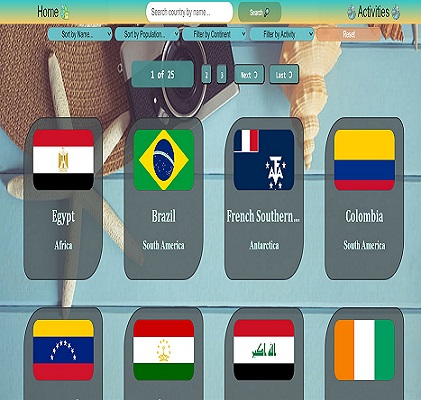 Home
Search country by name...
Search
Activities
Sort by Name...
Sort by Population...
Filter by Continent
Filter by Activity
Reset
1 of 25
2
3
Next
Last
Egypt
Africa
Brazil
South America
French Southern...
Antarctica
Colombia
South America